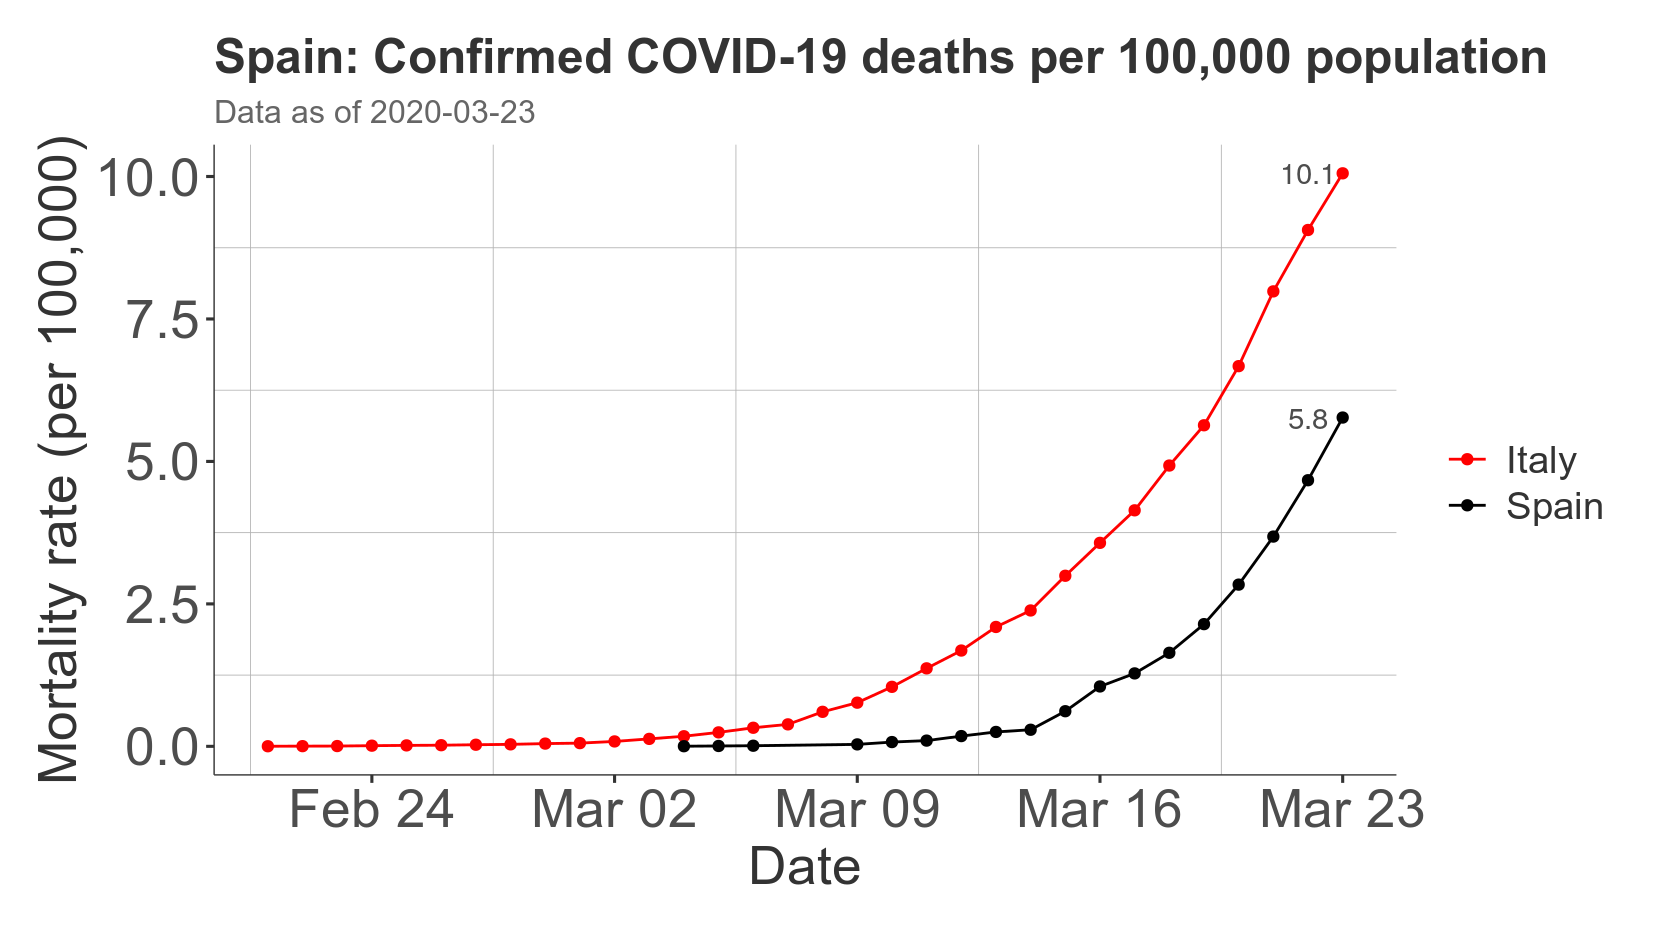 Spain: Confirmed COVID-19 deaths per 100,000 population
Data as of 2020-03-23
Mortality rate (per 100,000)
10.0
7.5
5.0
2.5
0.0
10.1
5.8
Italy
Spain
Feb 24
Mar 02
Mar 09
Mar 16
Mar 23
Date